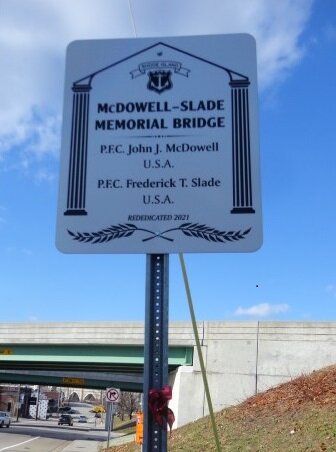 RHODE ISLAND
McDOWELL–SLADE
MEMORIAL BRIDGE
P.F.C. John J. McDowell
U.S.A.
P.F.C. Frederick T. Slade
U.S.A.
REDEDICATED 2021